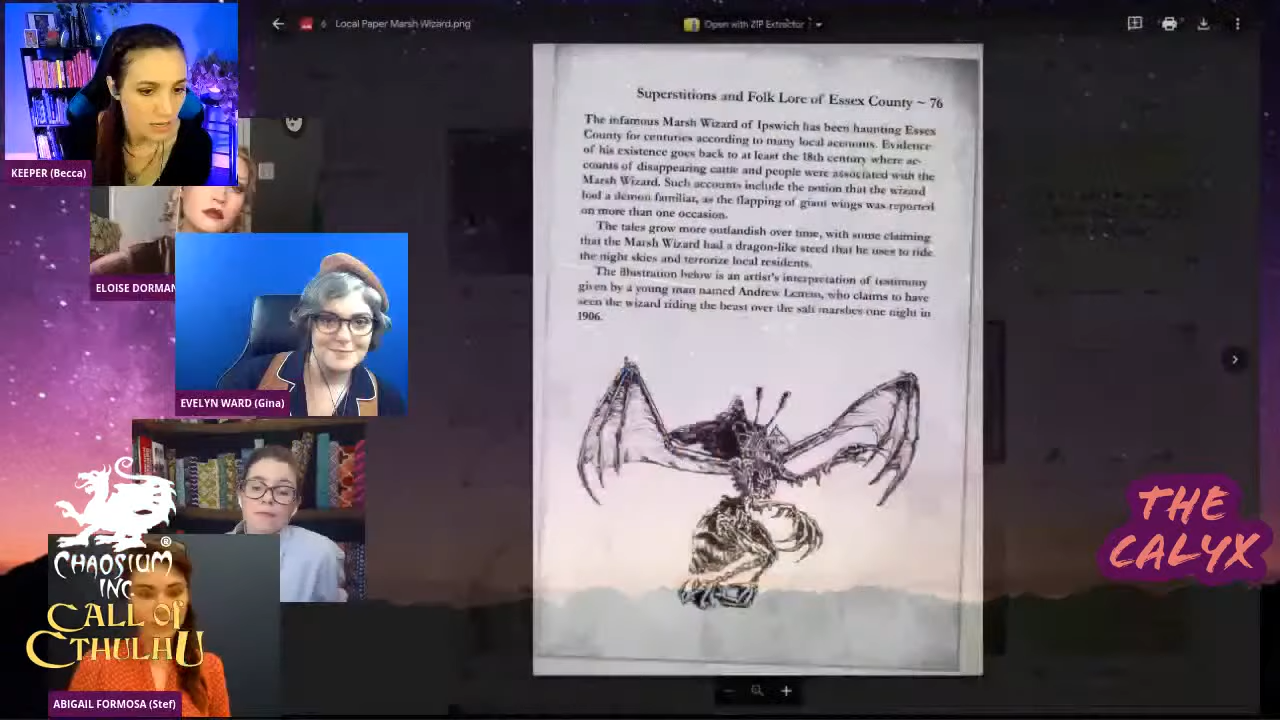 6 Local Paper Marsh Wizard.png
Open with ZIP Extractor
KEEPER (Becca)
ELOISE DORMAN
EVELYN WARD (Gina)
ABIGAIL FORMOSA (Stef)
CHAOSIUM
INC.
®
CALL of
CTHULHU
Superstitions and Folk Lore of Essex County ~ 76
The infamous Marsh Wizard of Ipswich has been haunting Essex
County for centuries according to many local accounts. Evidence
of his existence goes back to at least the 18th century where ac-
counts of disappearing cattle and people were associated with the
Marsh Wizard. Such accounts include the notion that the wizard
had a demon familiar, as the flapping of giant wings was reported
on more than one occasion.
The tales grow more outlandish over time, with some claiming
that the Marsh Wizard had a dragon-like steed that he uses to ride
the night skies and terrorize local residents.
The illustration below is an artist's interpretation of testimony
given by a young man named Andrew, who claims to have
seen the wizard riding the beast over the salt marshes one night in
1906.
THE
CALYX